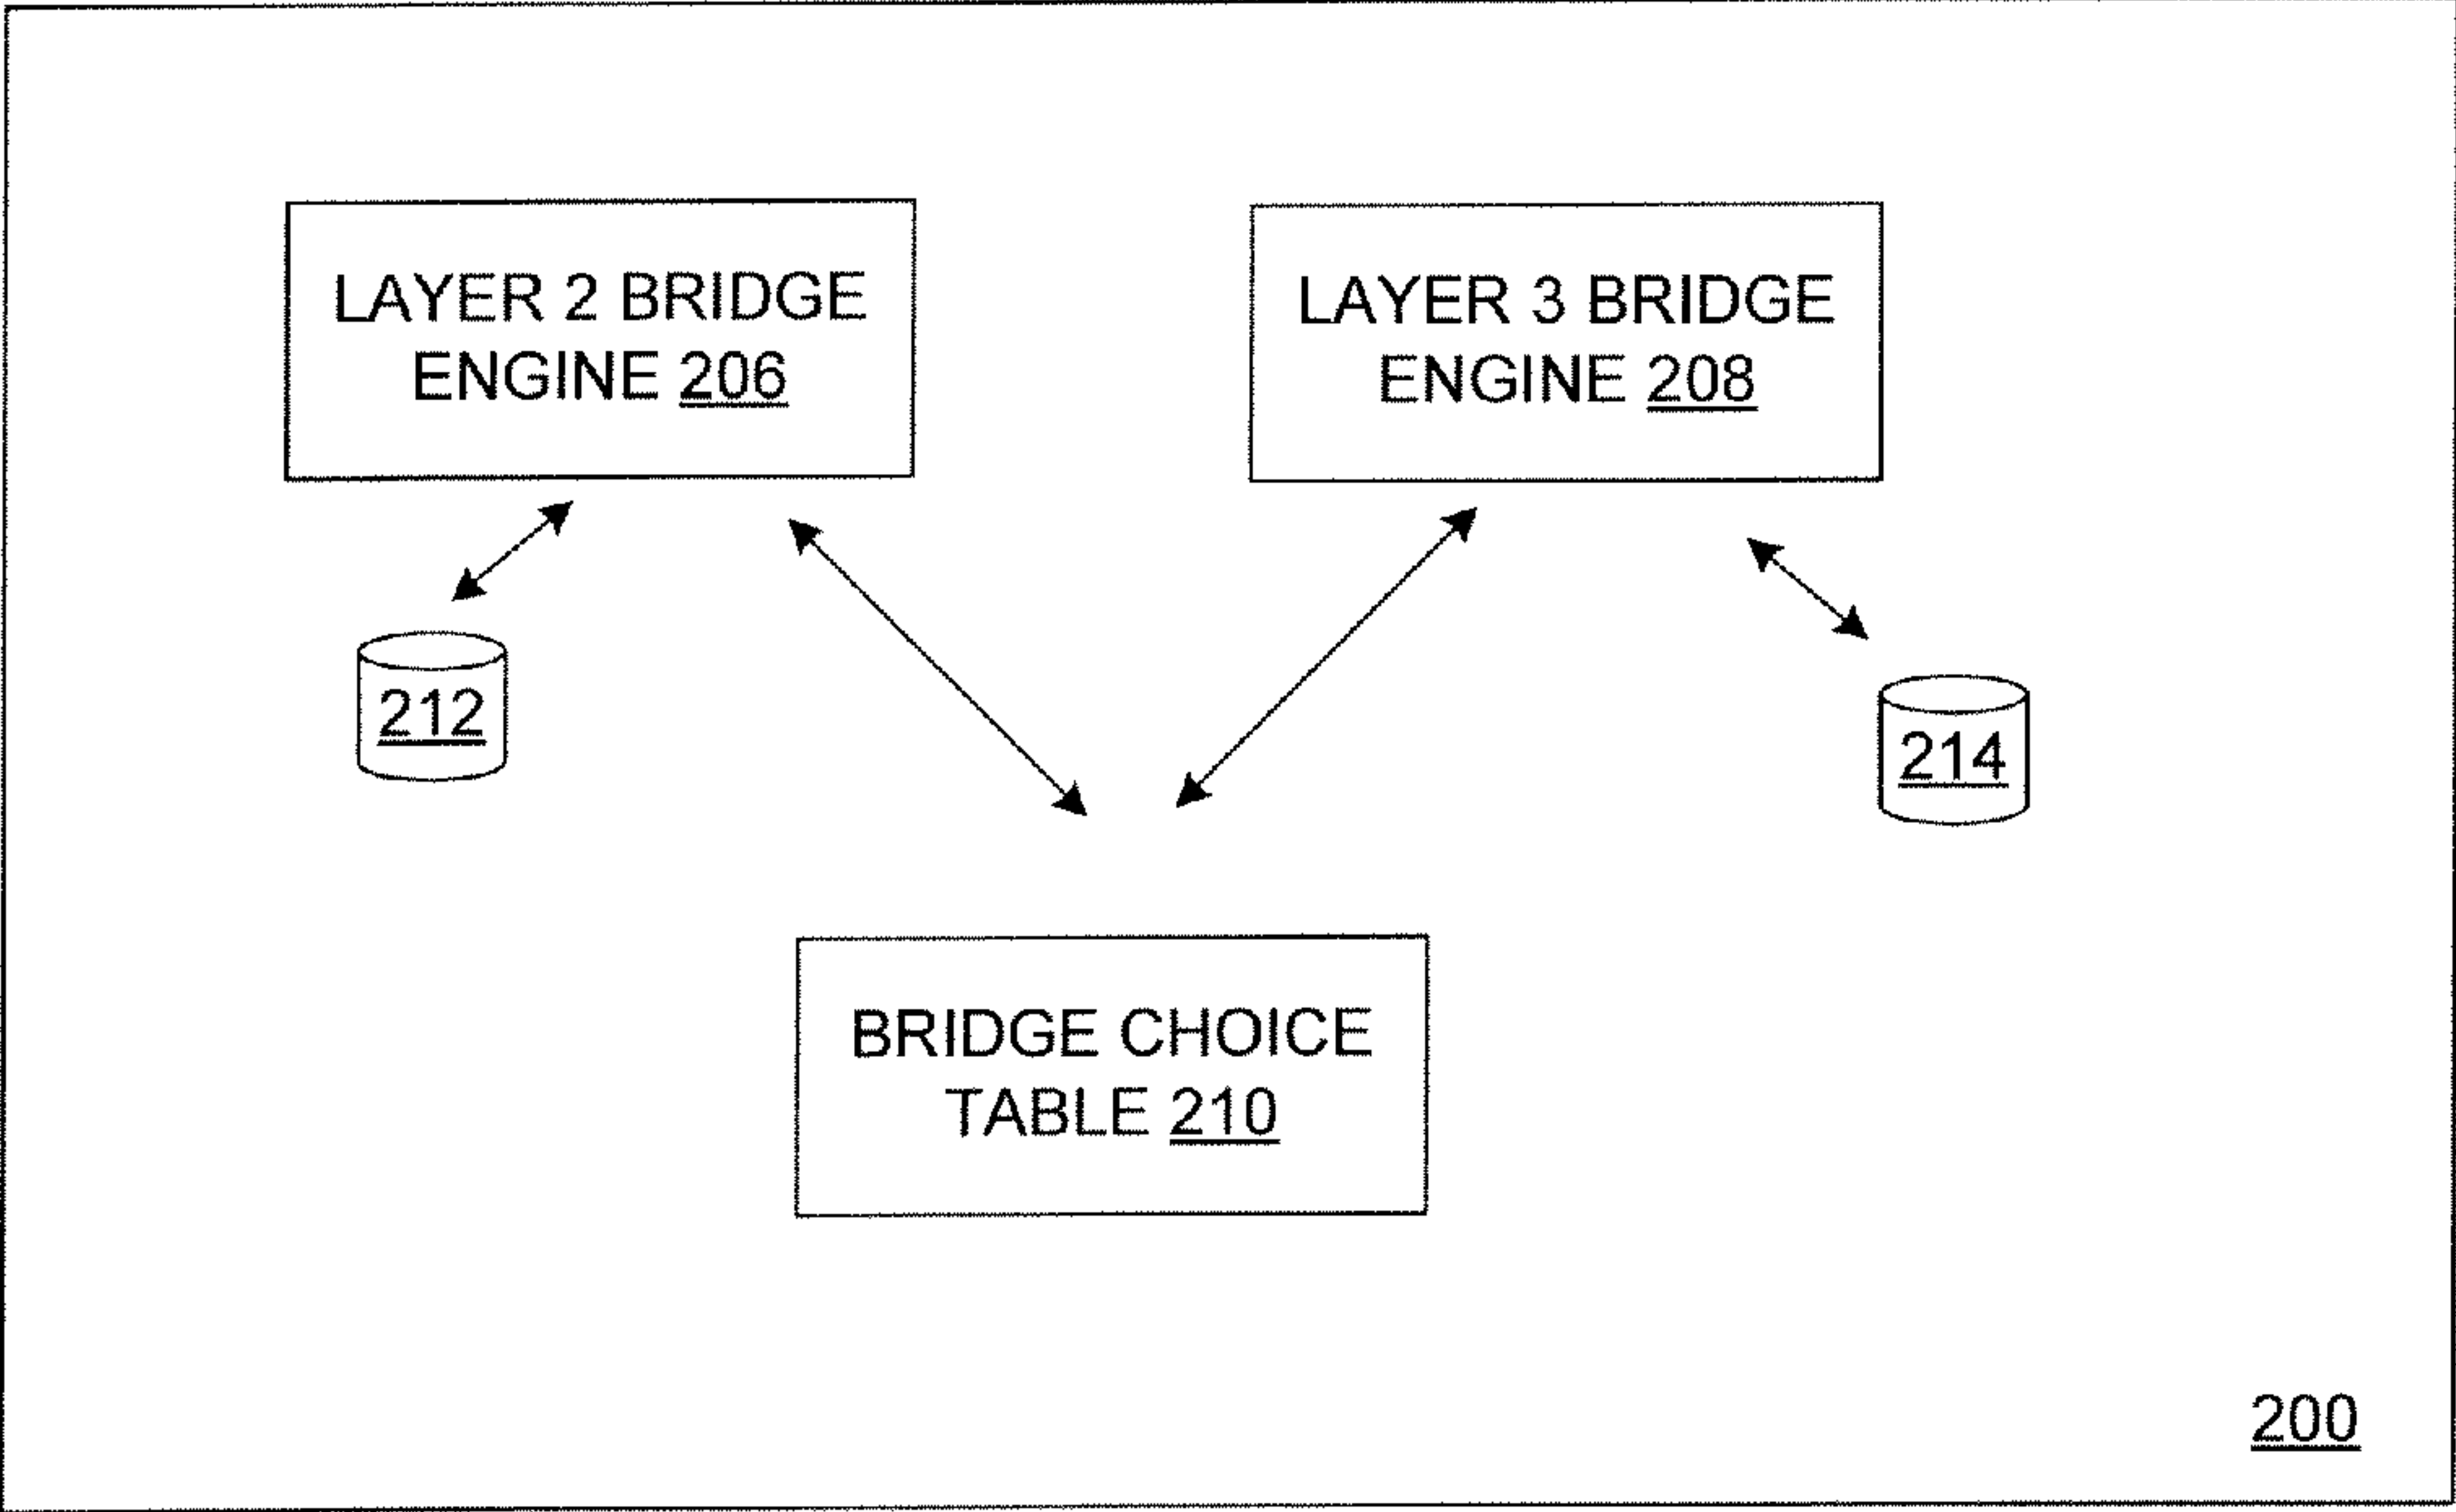 LAYER 2 BRIDGE
ENGINE 206
LAYER 3 BRIDGE
ENGINE 208
212
214
BRIDGE CHOICE
TABLE 210
200